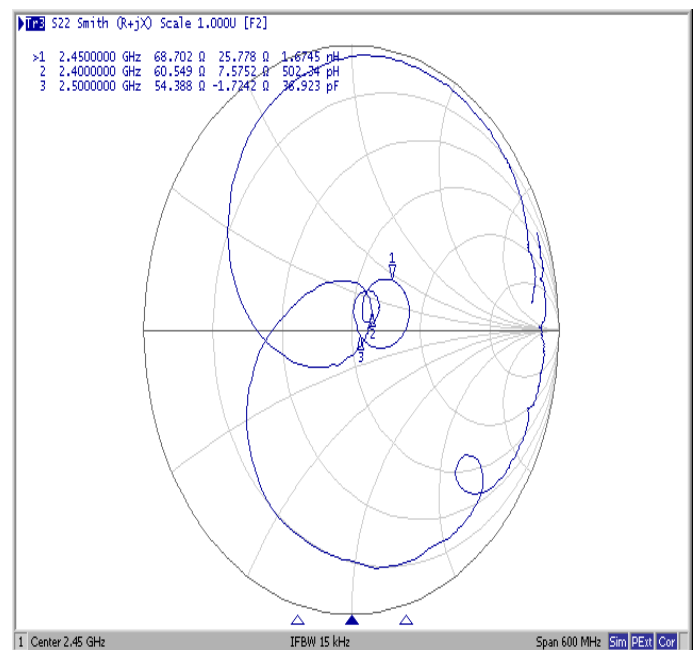 Tr3 S22 Smith (R+jX) Scale 1.000U [F2]
>1 2.4500000 GHz 68.702 Ω 25.778 Ω 1.6745 nH
2 2.4000000 GHz 60.549 Ω 7.5752 Ω 502.34 pH
3 2.5000000 GHz 54.388 Ω -1.7242 Ω 36.923 pF
1
2
3
1 Center 2.45 GHz IFBW 15 kHz Span 600 MHz Sim PExt Cor